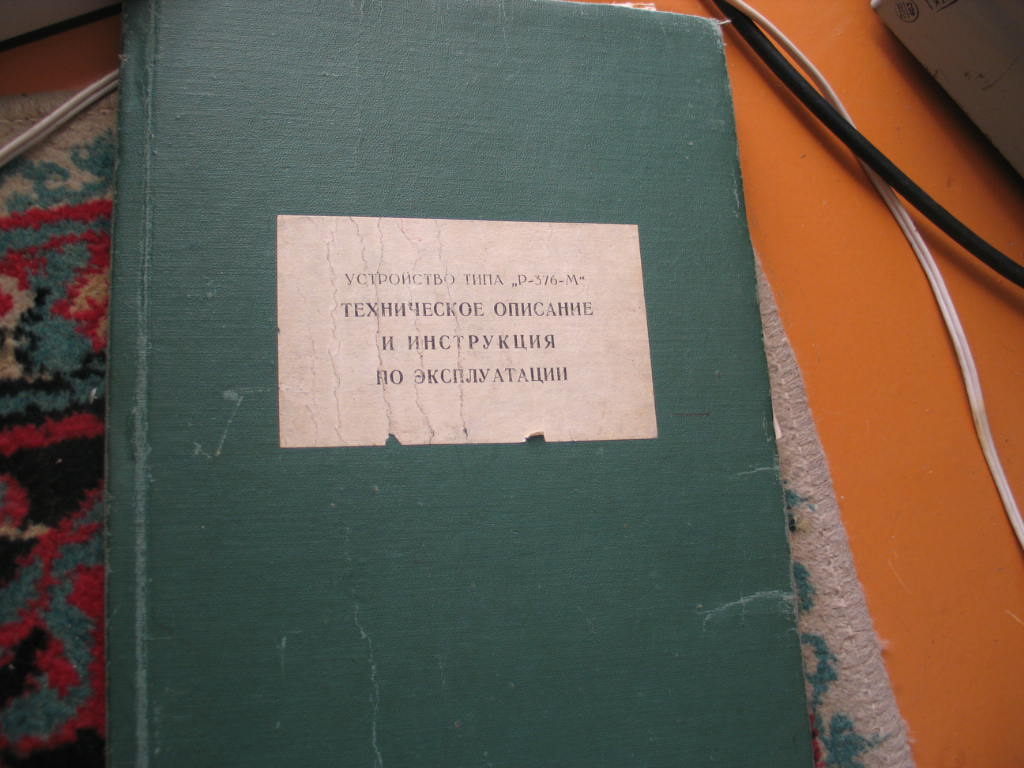 УСТРОЙСТВО ТИПА „Р-376-М“
ТЕХНИЧЕСКОЕ ОПИСАНИЕ
И ИНСТРУКЦИЯ
ПО ЭКСПЛУАТАЦИИ